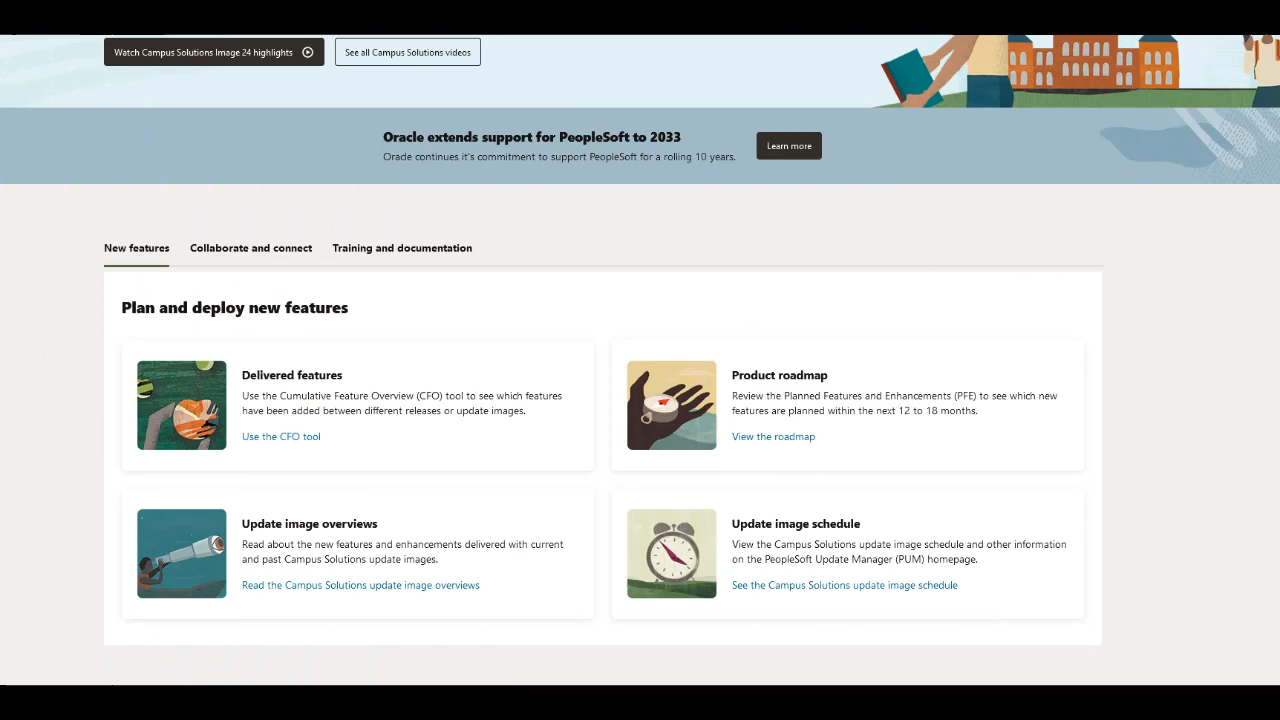 Watch Campus Solutions Image 24 highlights
See all Campus Solutions videos
Oracle extends support for PeopleSoft to 2033
Oracle continues it's commitment to support PeopleSoft for a rolling 10 years.
Learn more
New features
Collaborate and connect
Training and documentation
Plan and deploy new features
Delivered features
Use the Cumulative Feature Overview (CFO) tool to see which features
have been added between different releases or update images.
Use the CFO tool
Product roadmap
Review the Planned Features and Enhancements (PFE) to see which new
features are planned within the next 12 to 18 months.
View the roadmap
Update image overviews
Read about the new features and enhancements delivered with current
and past Campus Solutions update images.
Read the Campus Solutions update image overviews
Update image schedule
View the Campus Solutions update image schedule and other information
on the PeopleSoft Update Manager (PUM) homepage.
See the Campus Solutions update image schedule